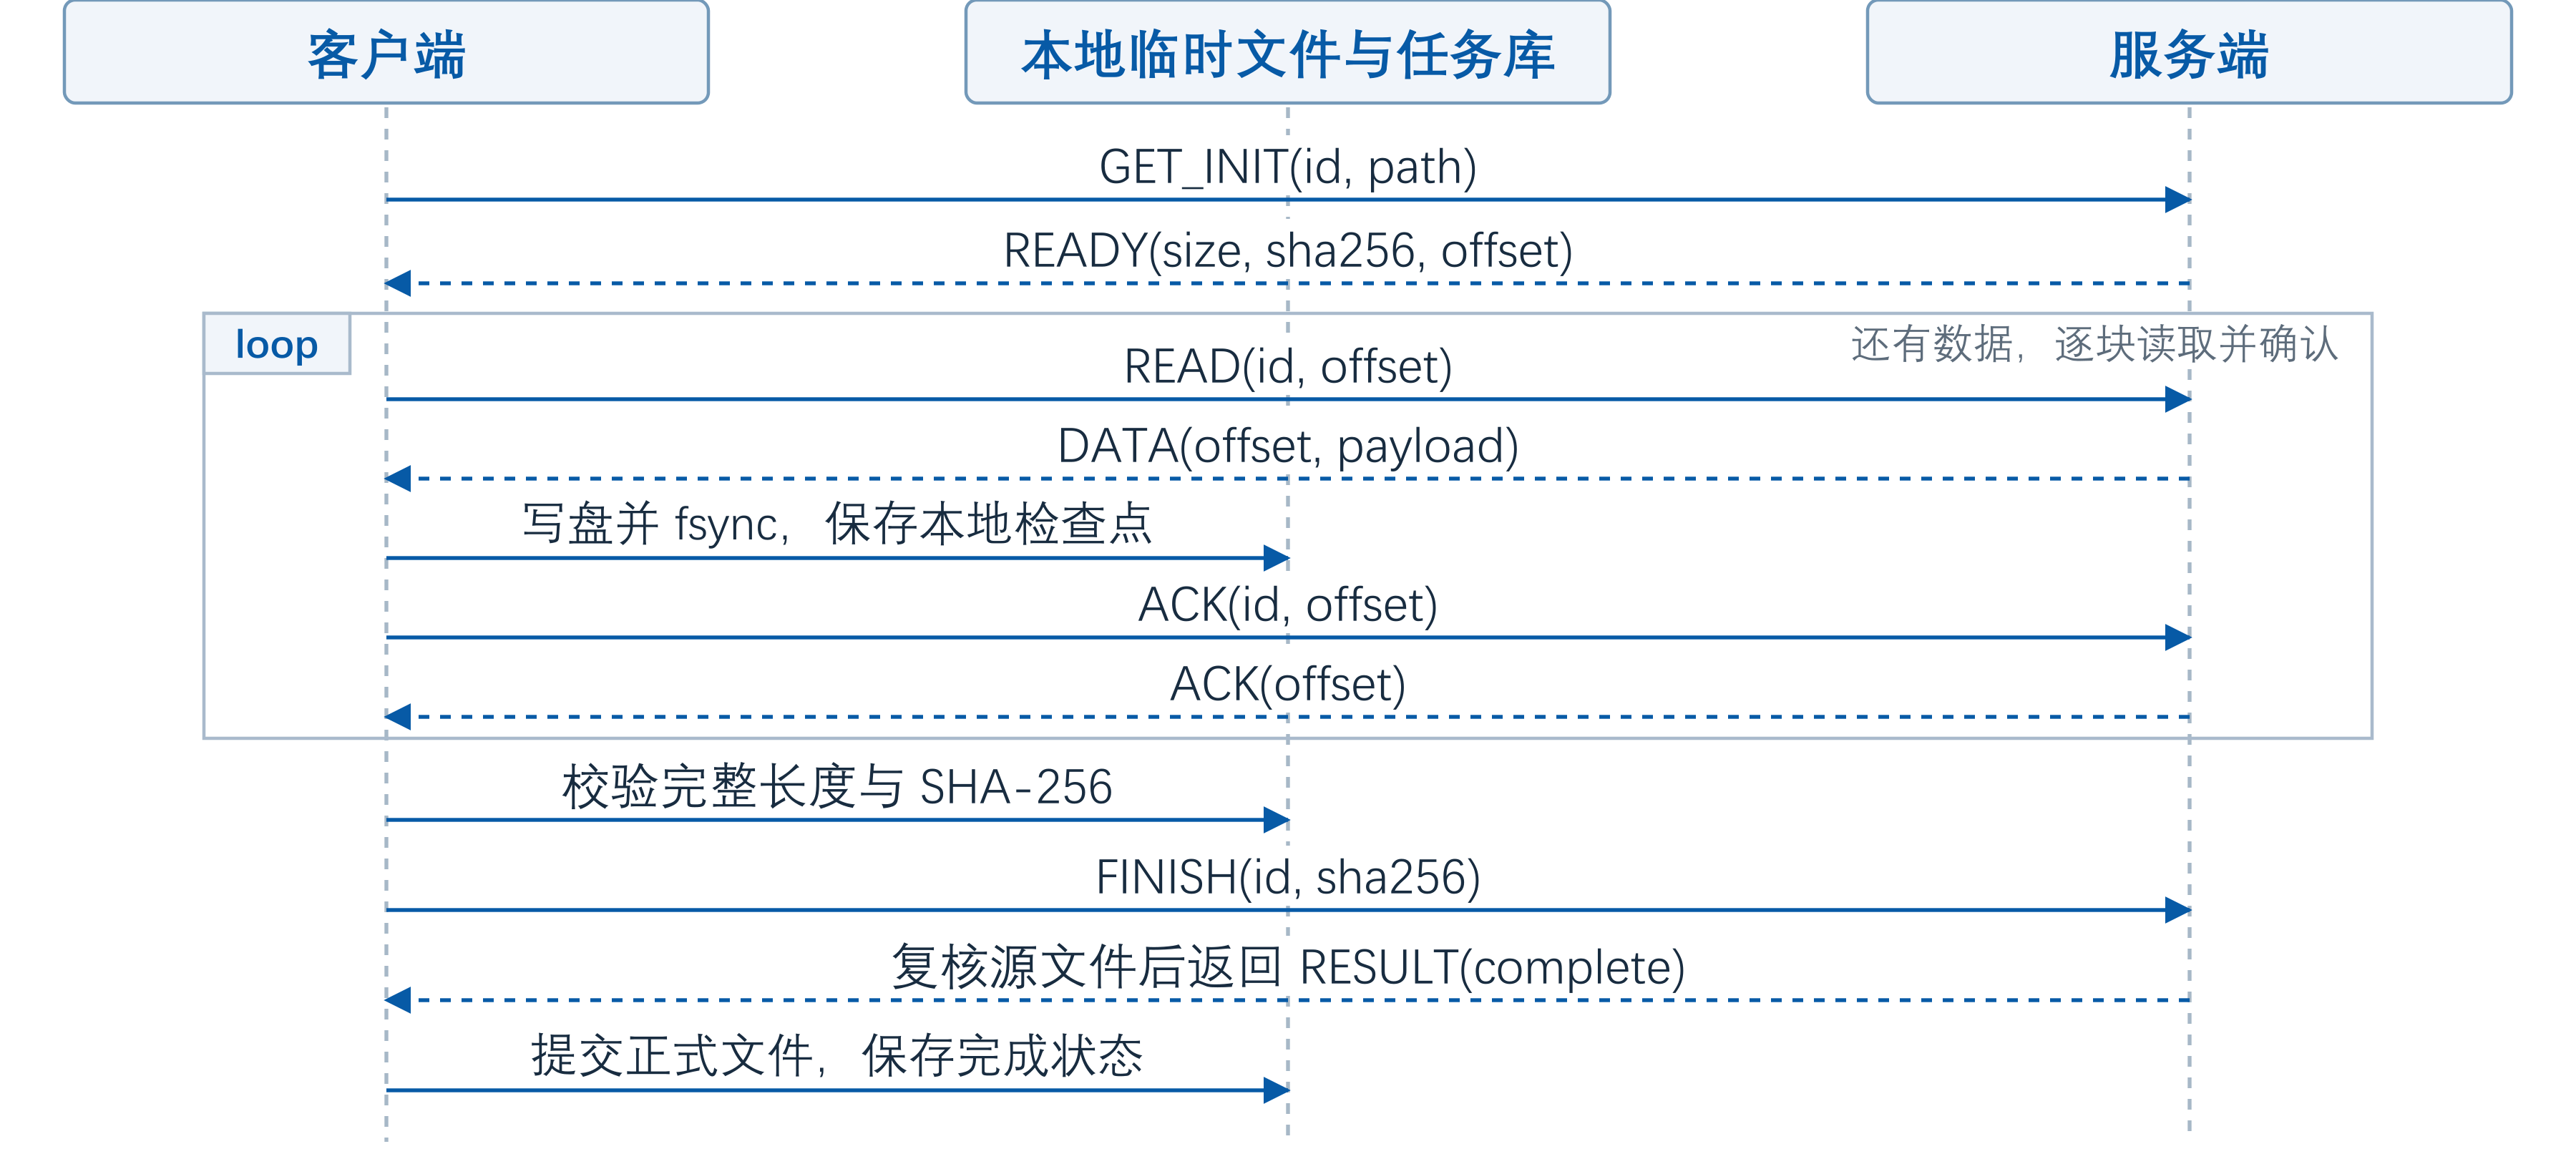 客户端
本地临时文件与任务库
服务端
GET_INIT(id, path)
READY(size, sha256, offset)
loop
还有数据，逐块读取并确认
READ(id, offset)
DATA(offset, payload)
写盘并 fsync，保存本地检查点
ACK(id, offset)
ACK(offset)
校验完整长度与 SHA-256
FINISH(id, sha256)
复核源文件后返回 RESULT(complete)
提交正式文件，保存完成状态